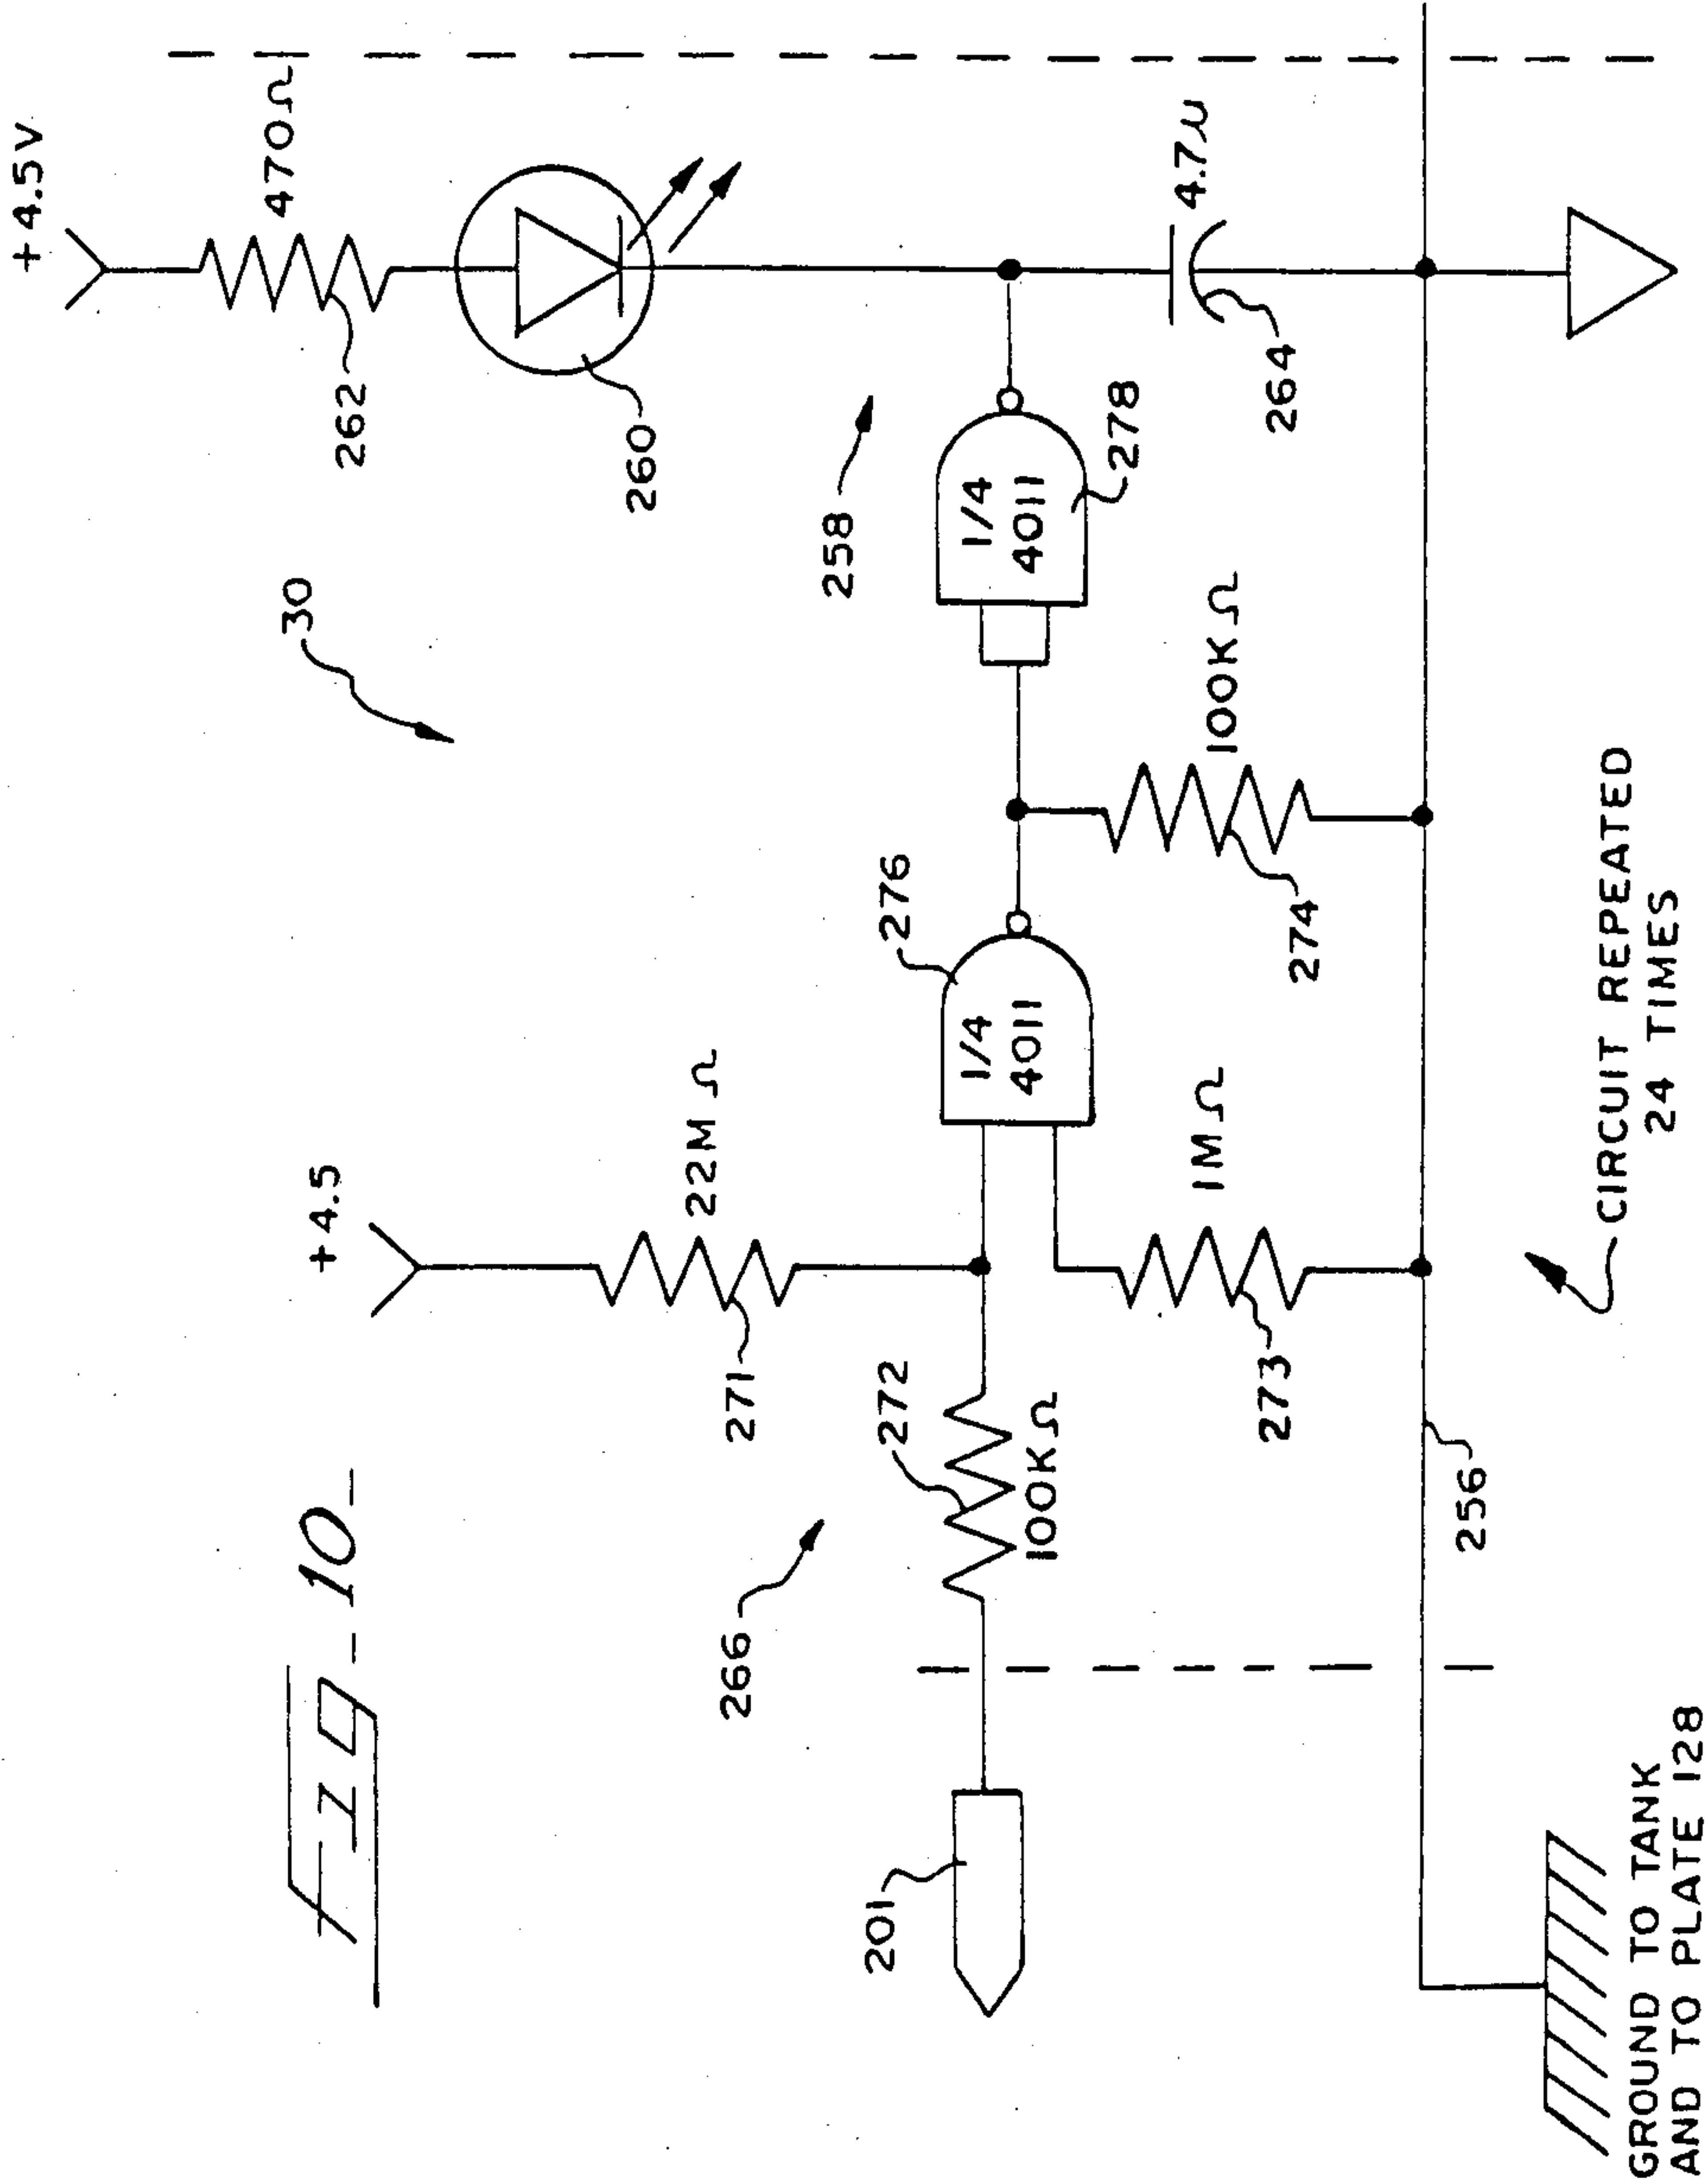 Fig-10-
+4.5V
470Ω
262
260
30
+4.5
22MΩ
271
258
276
278
1/4
4011
1/4
4011
4.7μ
264
266
272
100KΩ
201
1MΩ
273
100KΩ
274
256
CIRCUIT REPEATED
24 TIMES
GROUND TO TANK
AND TO PLATE 128